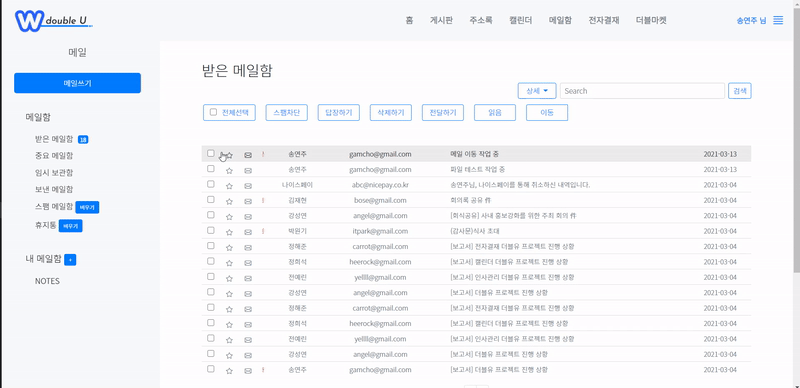 W double U
홈 게시판 주소록 캘린더 메일함 전자결재 더블마켓 송연주 님
메일
메일쓰기
메일함
받은 메일함 18
중요 메일함
임시 보관함
보낸 메일함
스팸 메일함 비우기
휴지통 비우기
내 메일함 +
NOTES
받은 메일함
상세 Search 검색
전체선택 스팸차단 답장하기 삭제하기 전달하기 읽음 이동
! 송연주 gamcho@gmail.com 메일 이동 작업 중 2021-03-13
송연주 gamcho@gmail.com 파일 테스트 작업 중 2021-03-13
나이스페이 abc@nicepay.co.kr 송연주님, 나이스페이를 통해 취소하신 내역입니다. 2021-03-04
! 김재현 bose@gmail.com 회의록 공유 件 2021-03-04
강성연 angel@gmail.com [회식공유] 사내 홍보강화를 위한 주최 회의 件 2021-03-04
! 박원기 itpark@gmail.com (감사문)식사 초대 2021-03-04
정해준 carrot@gmail.com [보고서] 전자결재 더블유 프로젝트 진행 상황 2021-03-04
정희석 heerock@gmail.com [보고서] 캘린더 더블유 프로젝트 진행 상황 2021-03-04
전예린 yellll@gmail.com [보고서] 인사관리 더블유 프로젝트 진행 상황 2021-03-04
강성연 angel@gmail.com [보고서] 더블유 프로젝트 진행 상황 2021-03-04
정해준 carrot@gmail.com [보고서] 전자결재 더블유 프로젝트 진행 상황 2021-03-04
정희석 heerock@gmail.com [보고서] 캘린더 더블유 프로젝트 진행 상황 2021-03-04
전예린 yellll@gmail.com [보고서] 인사관리 더블유 프로젝트 진행 상황 2021-03-04
강성연 angel@gmail.com [보고서] 더블유 프로젝트 진행 상황 2021-03-04
! 송연주 gamcho@gmail.com [보고서] 더블유 프로젝트 진행 상황 2021-03-04